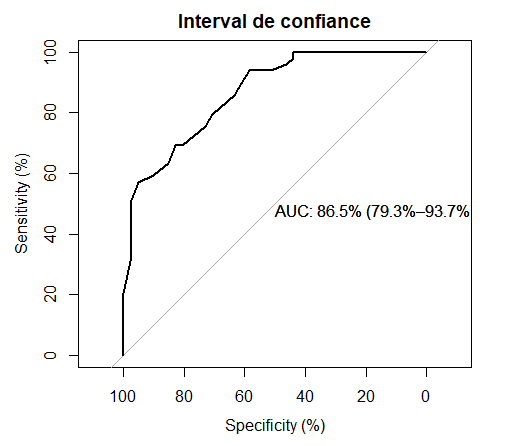 Interval de confiance
Sensitivity (%)
100
80
60
40
20
0
AUC: 86.5% (79.3%–93.7%
100 80 60 40 20 0
Specificity (%)